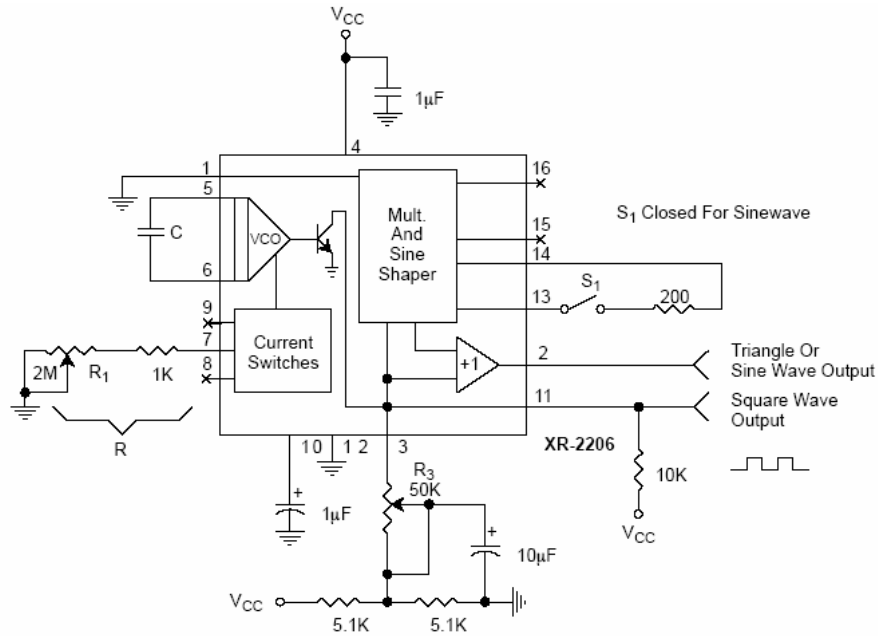 VCC
1μF
4
1
16
5
Mult.
And
Sine
Shaper
15
S1 Closed For Sinewave
C
VCO
14
6
S1
13
200
9
Current
Switches
7
8
2M
R1
1K
+1
2
Triangle Or
Sine Wave Output
11
Square Wave
Output
R
10
1 2
3
XR-2206
R3
50K
10K
+
1μF
+
10μF
VCC
VCC
5.1K
5.1K